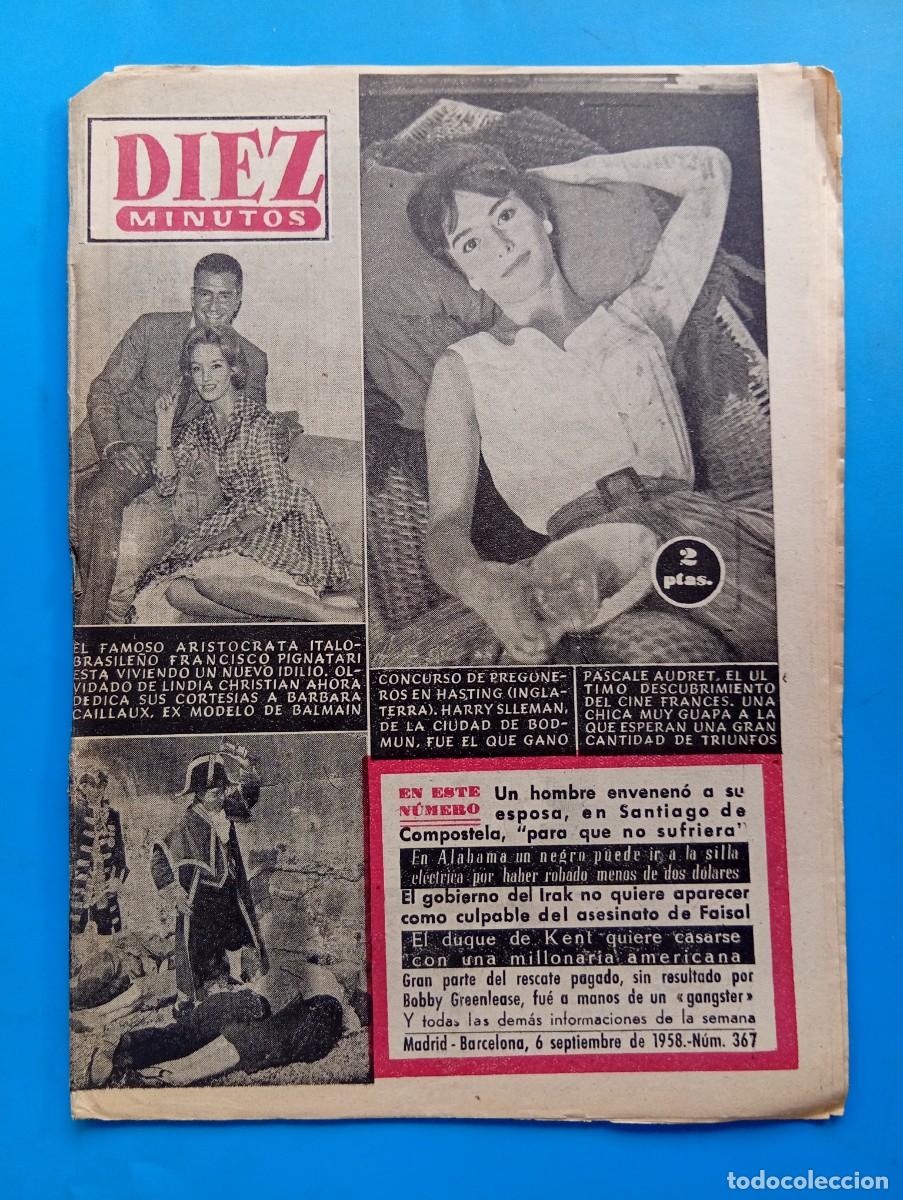 DIEZ
MINUTOS
2
ptas.
EL FAMOSO ARISTOCRATA ITALO-
BRASILEÑO FRANCISCO PIGNATARI
ESTA VIVIENDO UN NUEVO IDILIO. OL-
VIDADO DE LINDIA CHRISTIAN AHORA
DEDICA SUS CORTESIAS A BARBARA
CAILLAUX, EX MODELO DE BALMAIN
CONCURSO DE PREGONE-
ROS EN HASTING (INGLA-
TERRA). HARRY SLLEMAN,
DE LA CIUDAD DE BOD-
MUN, FUE EL QUE GANO
PASCALE AUDRET, EL UL-
TIMO DESCUBRIMIENTO
DEL CINE FRANCES. UNA
CHICA MUY GUAPA A LA
QUE ESPERAN UNA GRAN
CANTIDAD DE TRIUNFOS
EN ESTE
NÚMERO
Un hombre envenenó a su
esposa, en Santiago de
Compostela, "para que no sufriera"
En Alabama un negro puede ir a la silla
eléctrica por haber robado menos de dos dólares
El gobierno del Irak no quiere aparecer
como culpable del asesinato de Faisal
El duque de Kent quiere casarse
con una millonaria americana
Gran parte del rescate pagado, sin resultado por
Bobby Greenlease, fué a manos de un «gangster»
Y todas las demás informaciones de la semana
Madrid - Barcelona, 6 septiembre de 1958.-Núm. 367
todocoleccion